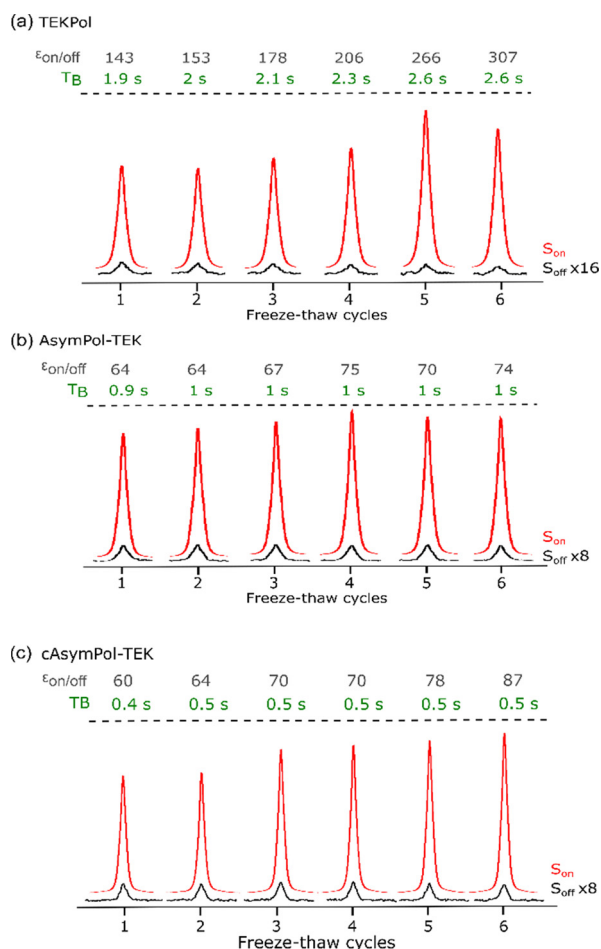 (a) TEKPol
εon/off 143 153 178 206 266 307
TB 1.9 s 2 s 2.1 s 2.3 s 2.6 s 2.6 s
Son
Soff x16
1 2 3 4 5 6
Freeze-thaw cycles
(b) AsymPol-TEK
εon/off 64 64 67 75 70 74
TB 0.9 s 1 s 1 s 1 s 1 s 1 s
Son
Soff x8
1 2 3 4 5 6
Freeze-thaw cycles
(c) cAsymPol-TEK
εon/off 60 64 70 70 78 87
TB 0.4 s 0.5 s 0.5 s 0.5 s 0.5 s 0.5 s
Son
Soff x8
1 2 3 4 5 6
Freeze-thaw cycles